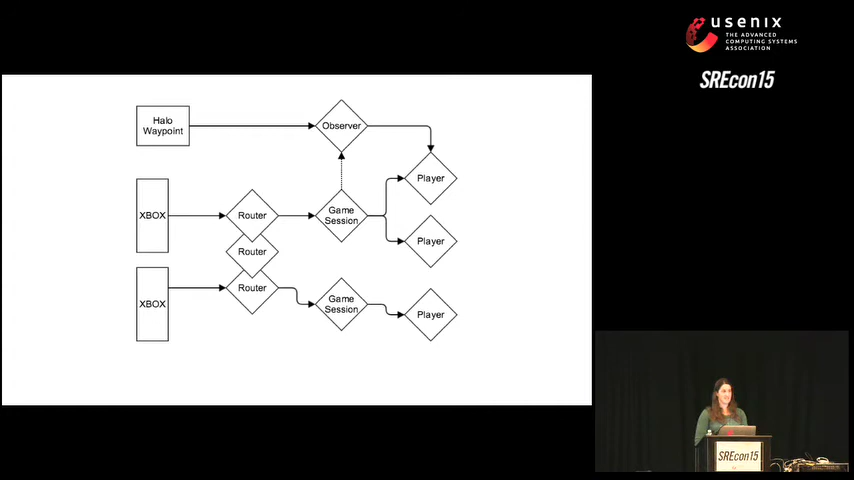 usenix
THE ADVANCED
COMPUTING SYSTEMS
ASSOCIATION
SREcon15
Halo
Waypoint
Observer
Player
XBOX
Router
Game
Session
Router
Player
XBOX
Router
Game
Session
Player
SREcon15